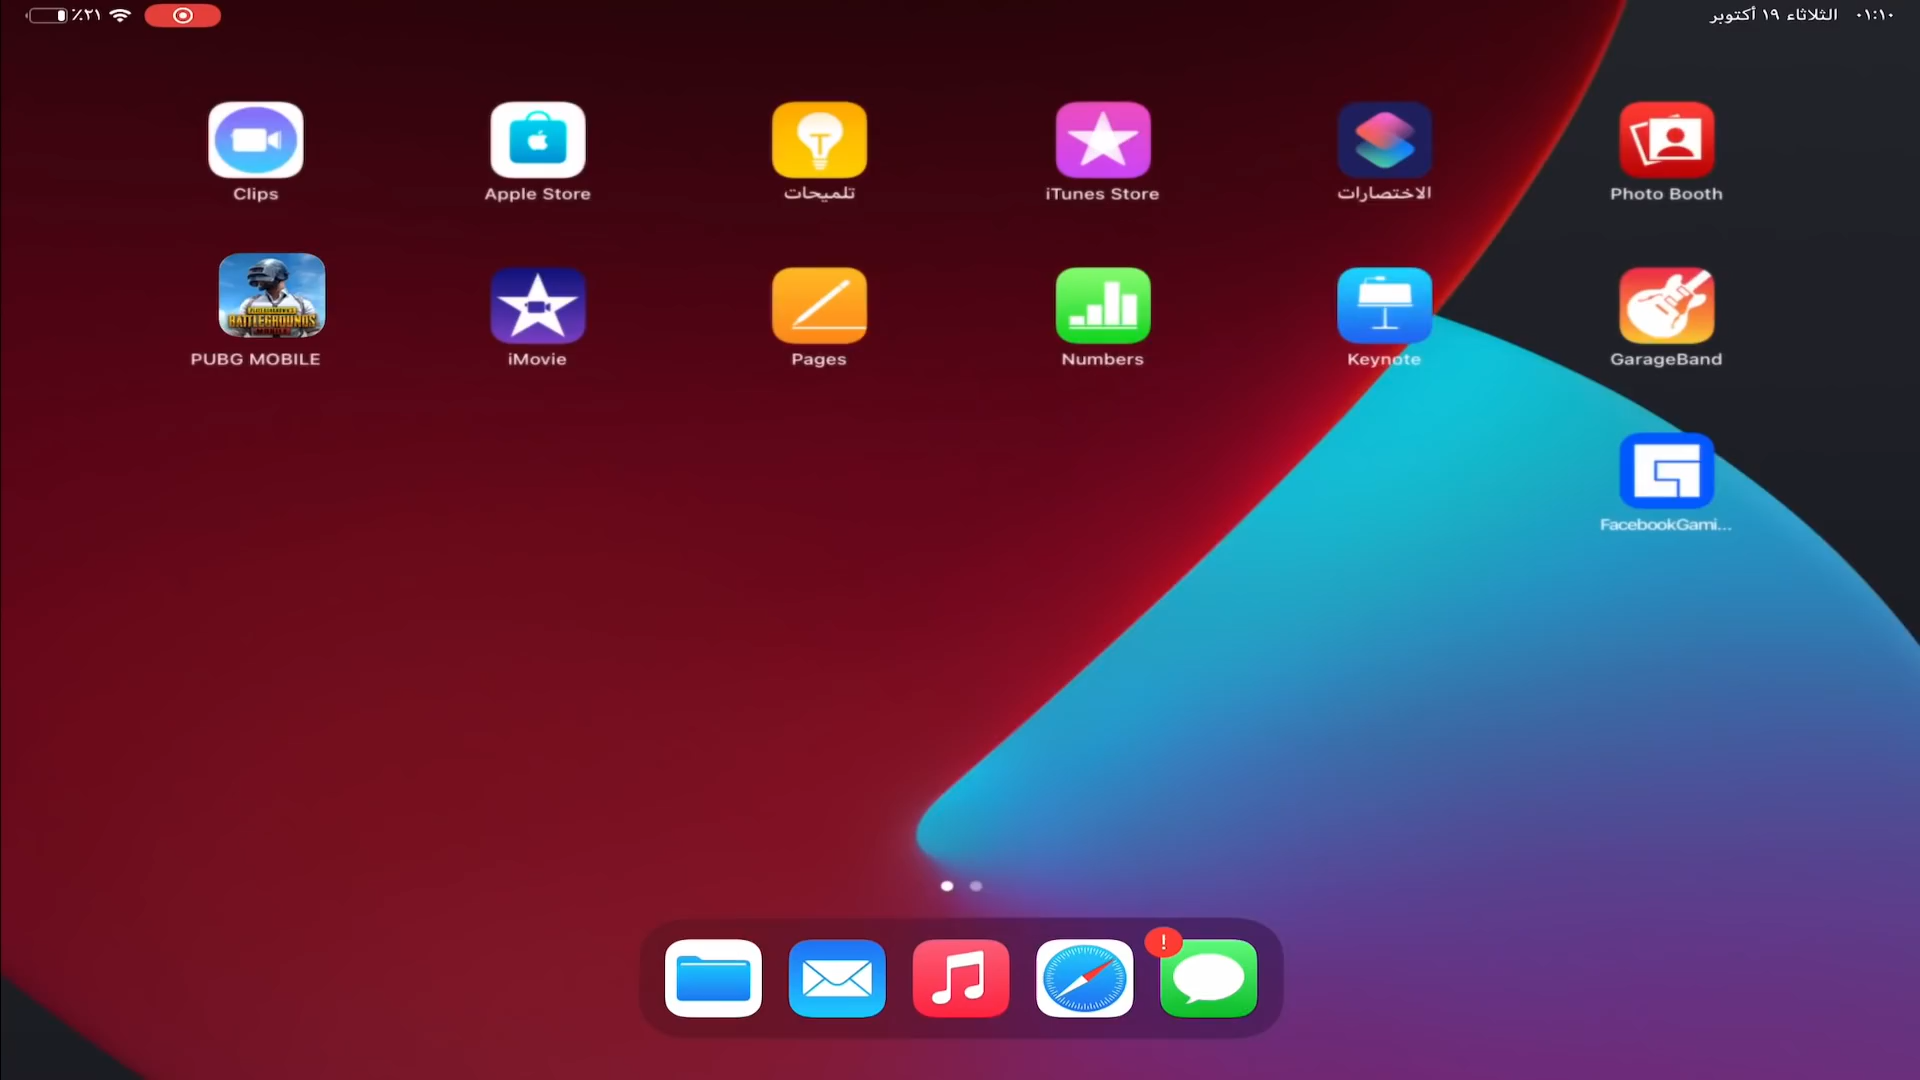 ٠١:١٠ الثلاثاء ١٩ أكتوبر
٪٢١
Photo Booth
الاختصارات
iTunes Store
تلميحات
Apple Store
Clips
GarageBand
Keynote
Numbers
Pages
iMovie
PUBG MOBILE
BATTLEGROUNDS
FacebookGami...
!